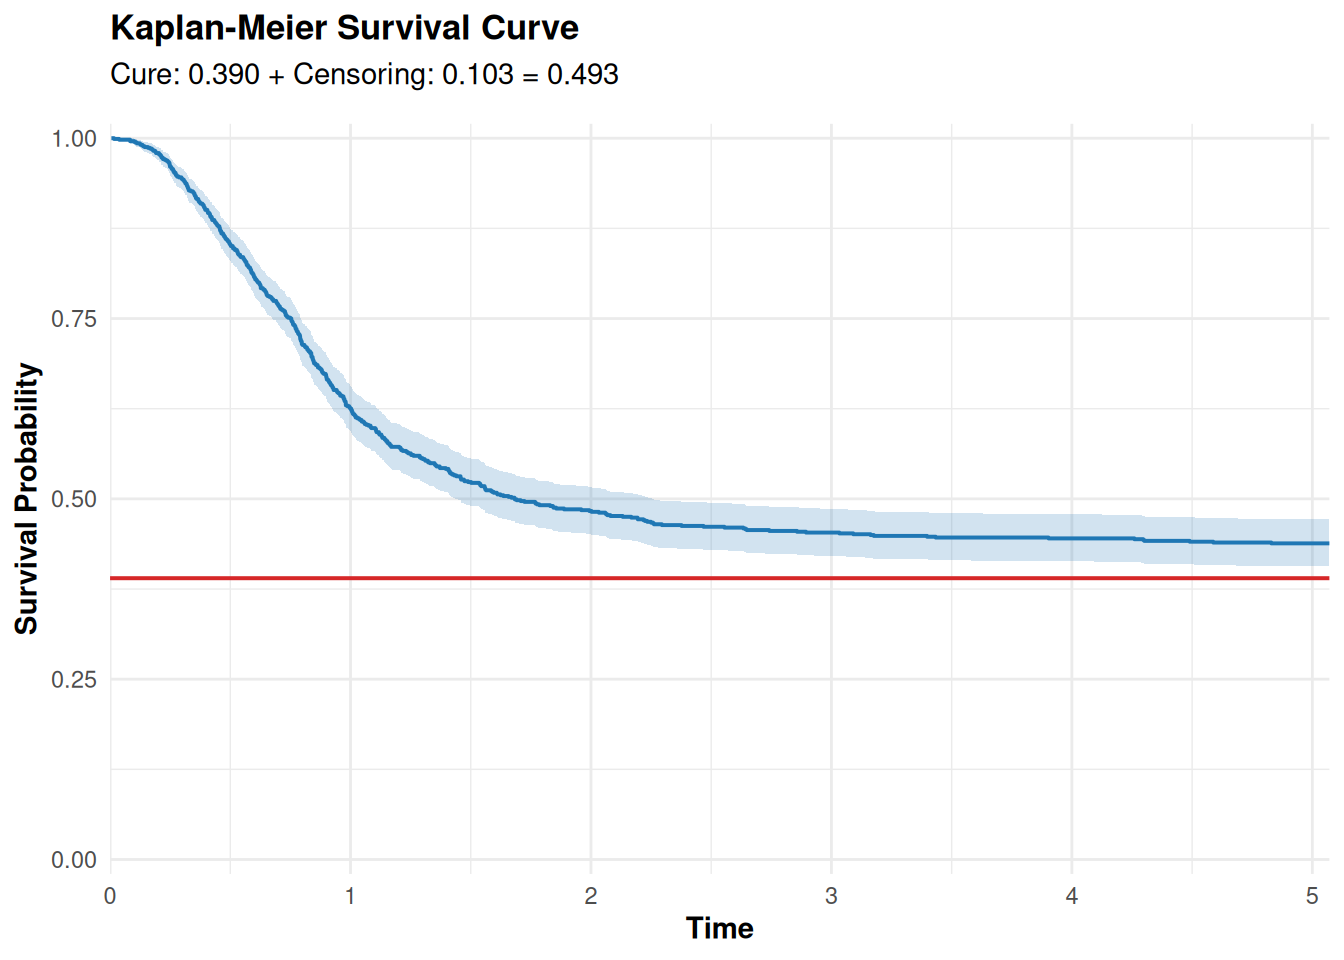 Kaplan-Meier Survival Curve
Cure: 0.390 + Censoring: 0.103 = 0.493
Survival Probability
1.00
0.75
0.50
0.25
0.00
0 1 2 3 4 5
Time